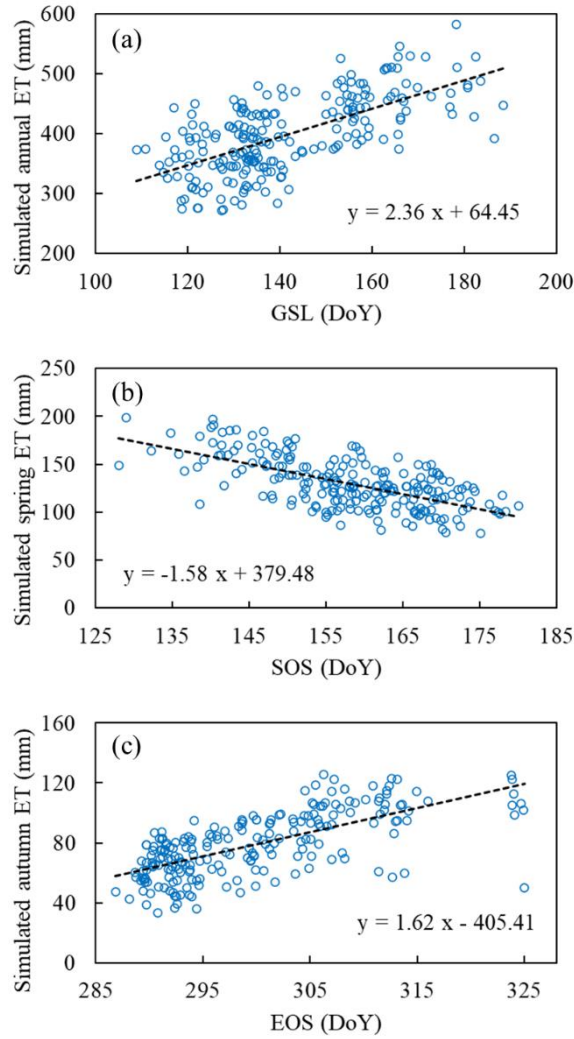 (a)
Simulated annual ET (mm)
600
500
400
300
200
y = 2.36 x + 64.45
100 120 140 160 180 200
GSL (DoY)
(b)
Simulated spring ET (mm)
250
200
150
100
50
0
y = -1.58 x + 379.48
125 135 145 155 165 175 185
SOS (DoY)
(c)
Simulated autumn ET (mm)
160
120
80
40
0
y = 1.62 x - 405.41
285 295 305 315 325
EOS (DoY)